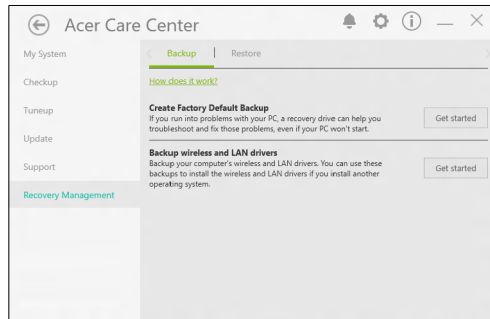 Acer Care Center
My System
Checkup
Tuneup
Update
Support
Recovery Management
Backup
Restore
How does it work?
Create Factory Default Backup
If you run into problems with your PC, a recovery drive can help you
troubleshoot and fix those problems, even if your PC won't start.
Get started
Backup wireless and LAN drivers
Backup your computer's wireless and LAN drivers. You can use these
backups to install the wireless and LAN drivers if you install another
operating system.
Get started